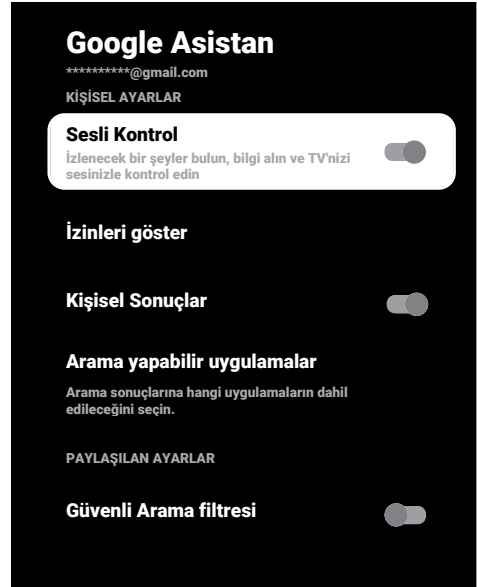 Google Asistan
**********@gmail.com
KİŞİSEL AYARLAR
Sesli Kontrol
İzlenecek bir şeyler bulun, bilgi alın ve TV'nizi
sesinizle kontrol edin
İzinleri göster
Kişisel Sonuçlar
Arama yapabilir uygulamalar
Arama sonuçlarına hangi uygulamaların dahil
edileceğini seçin.
PAYLAŞILAN AYARLAR
Güvenli Arama filtresi